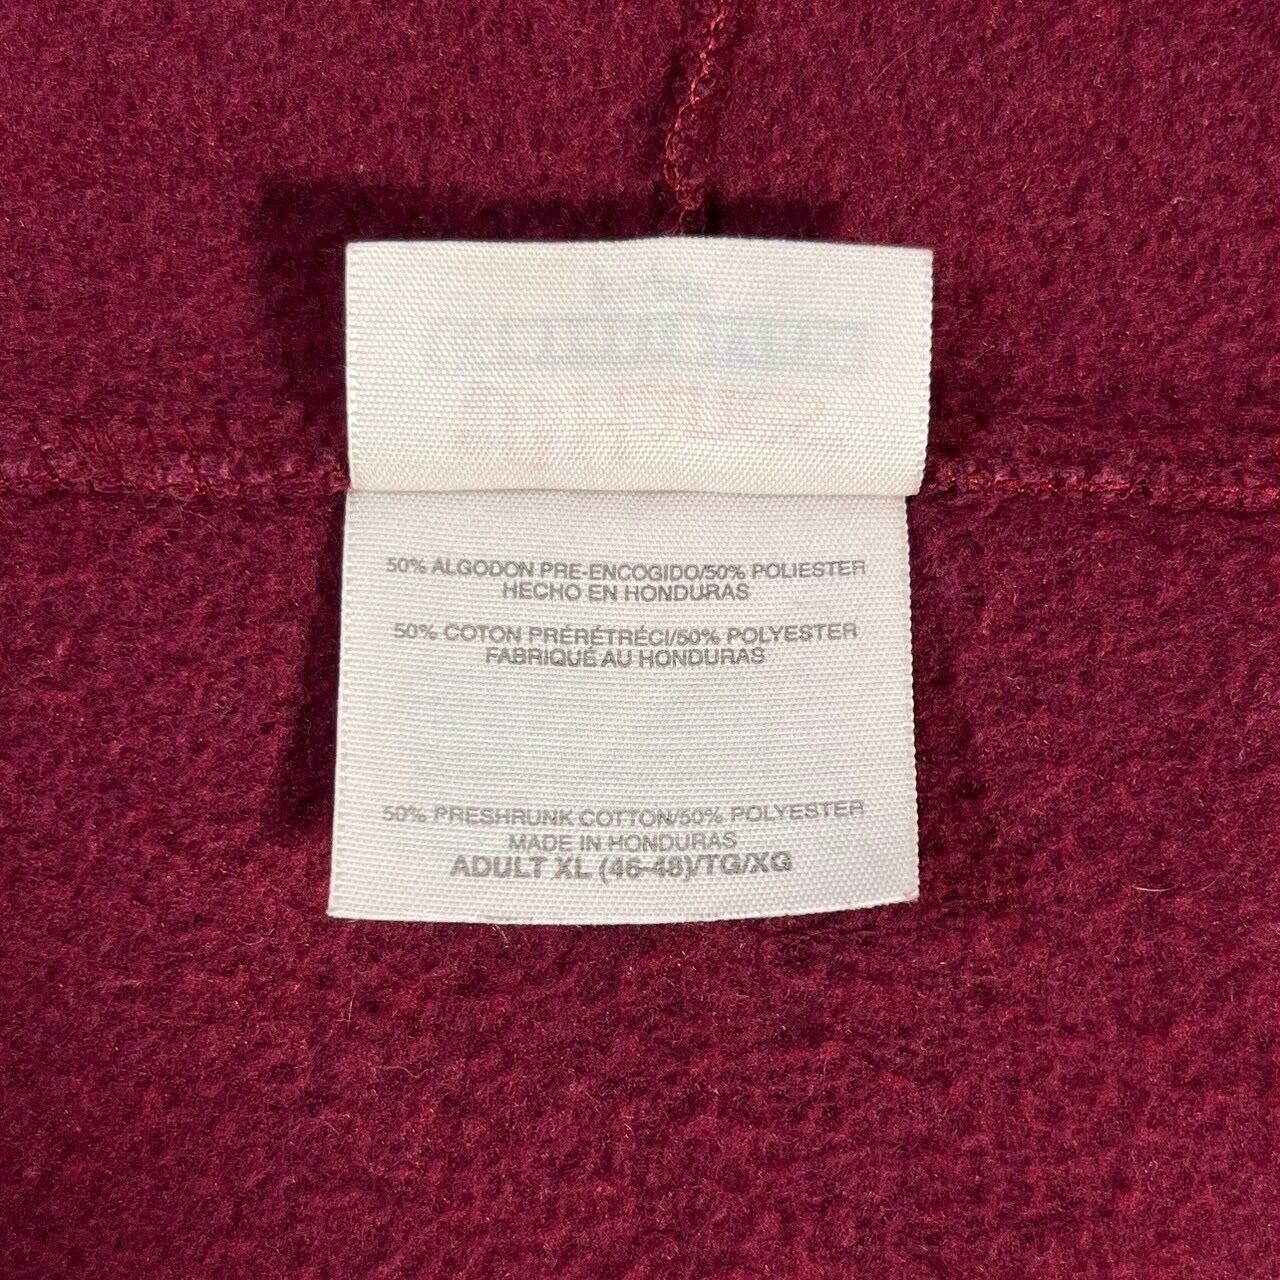 50% ALGODON PRE-ENCOGIDO/50% POLIESTER
HECHO EN HONDURAS
50% COTON PRÉRÉTRÉCI/50% POLYESTER
FABRIQUÉ AU HONDURAS
50% PRESHRUNK COTTON/50% POLYESTER
MADE IN HONDURAS
ADULT XL (46-48)/TG/XG